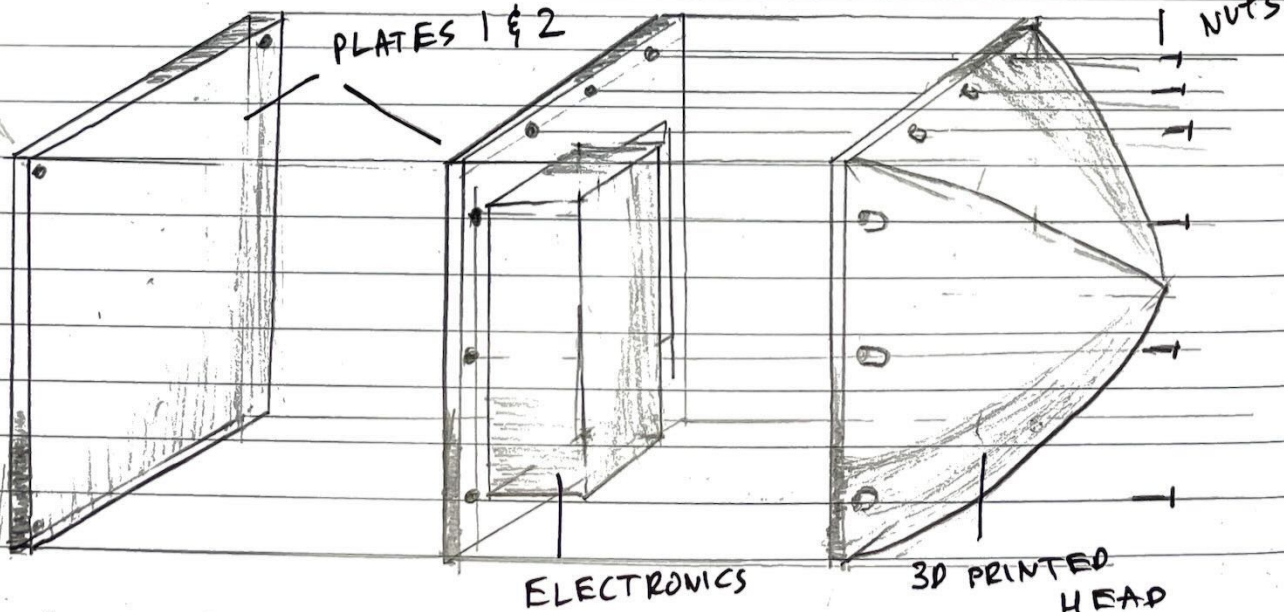 NUTS
PLATES 1 & 2
ELECTRONICS
3D PRINTED
HEAD